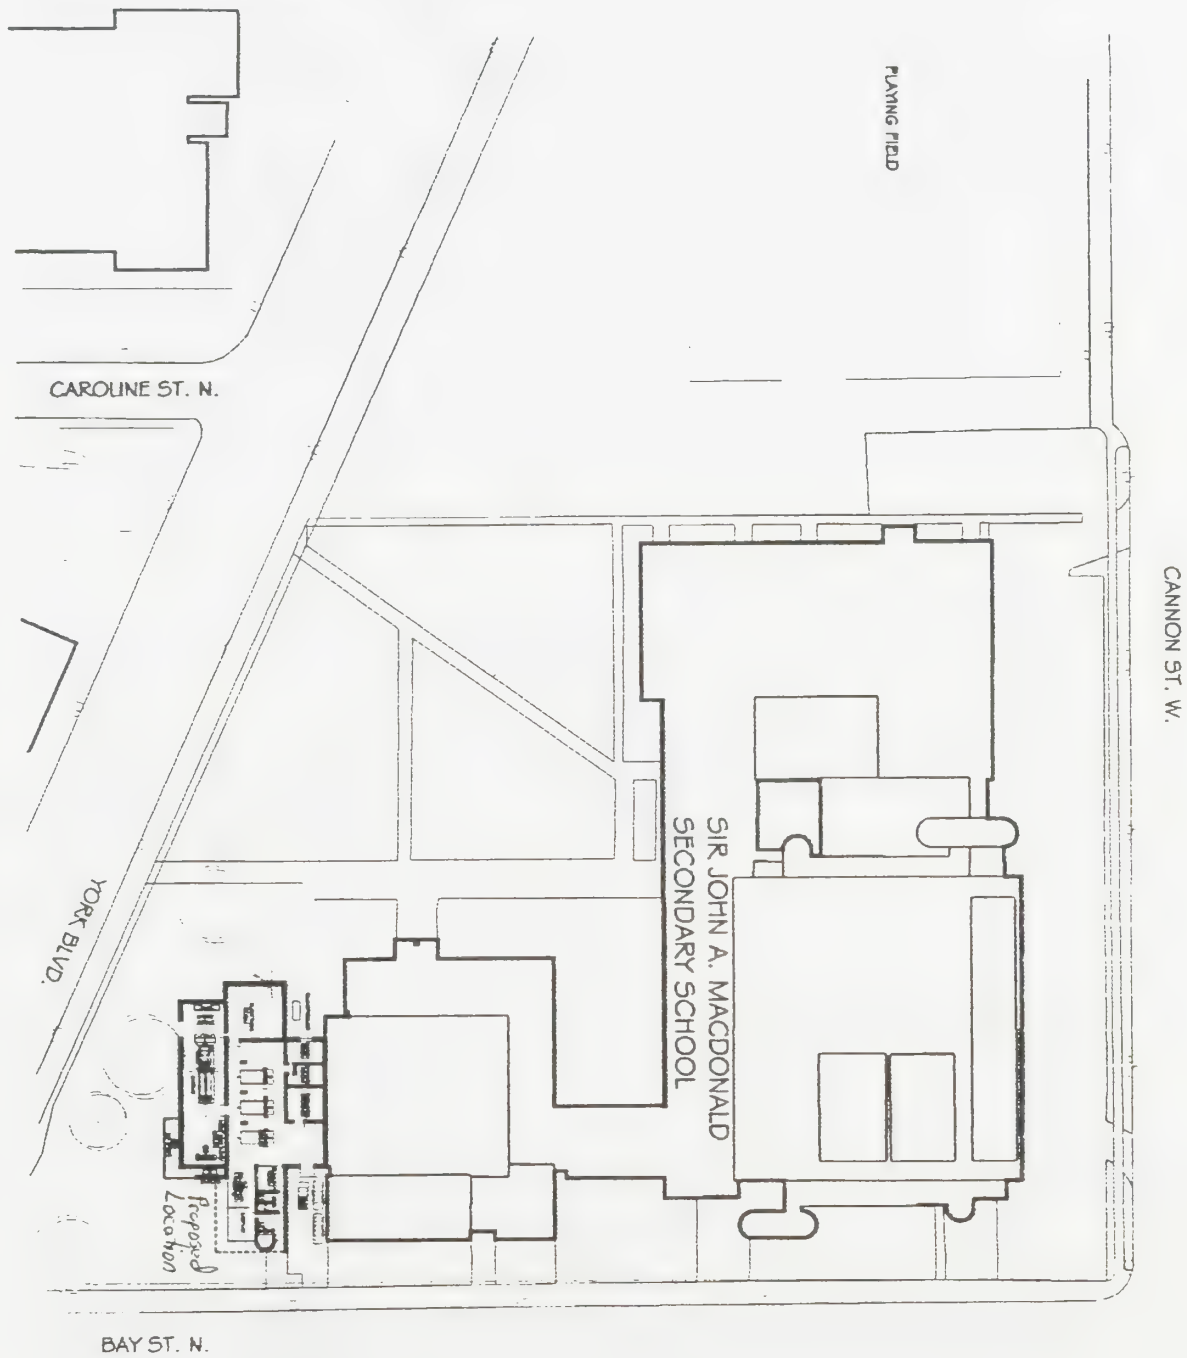 PLAYING FIELD
CAROLINE ST. N.
CANNON ST. W.
SIR JOHN A. MACDONALD
SECONDARY SCHOOL
YORK BLVD.
Proposed
Location
BAY ST. N.